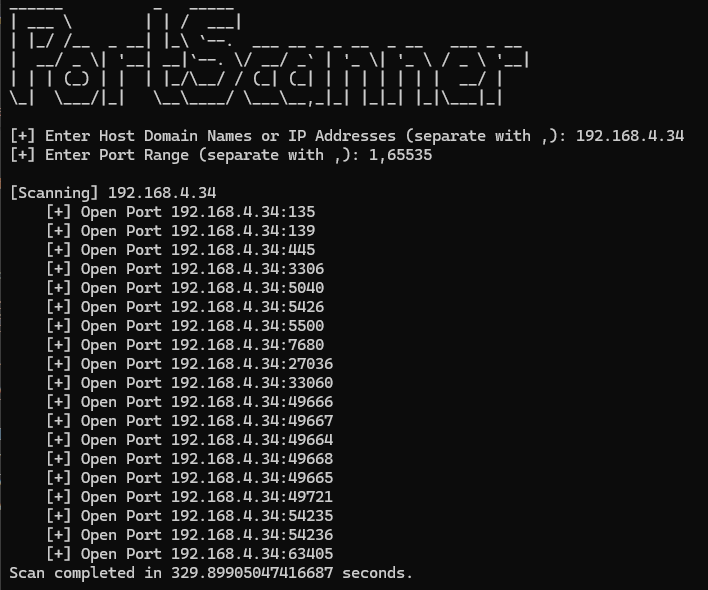 PortScanner
[+] Enter Host Domain Names or IP Addresses (separate with ,): 192.168.4.34
[+] Enter Port Range (separate with ,): 1,65535
[Scanning] 192.168.4.34
[+] Open Port 192.168.4.34:135
[+] Open Port 192.168.4.34:139
[+] Open Port 192.168.4.34:445
[+] Open Port 192.168.4.34:3306
[+] Open Port 192.168.4.34:5040
[+] Open Port 192.168.4.34:5426
[+] Open Port 192.168.4.34:5500
[+] Open Port 192.168.4.34:7680
[+] Open Port 192.168.4.34:27036
[+] Open Port 192.168.4.34:33060
[+] Open Port 192.168.4.34:49666
[+] Open Port 192.168.4.34:49667
[+] Open Port 192.168.4.34:49664
[+] Open Port 192.168.4.34:49668
[+] Open Port 192.168.4.34:49665
[+] Open Port 192.168.4.34:49721
[+] Open Port 192.168.4.34:54235
[+] Open Port 192.168.4.34:54236
[+] Open Port 192.168.4.34:63405
Scan completed in 329.89905047416687 seconds.